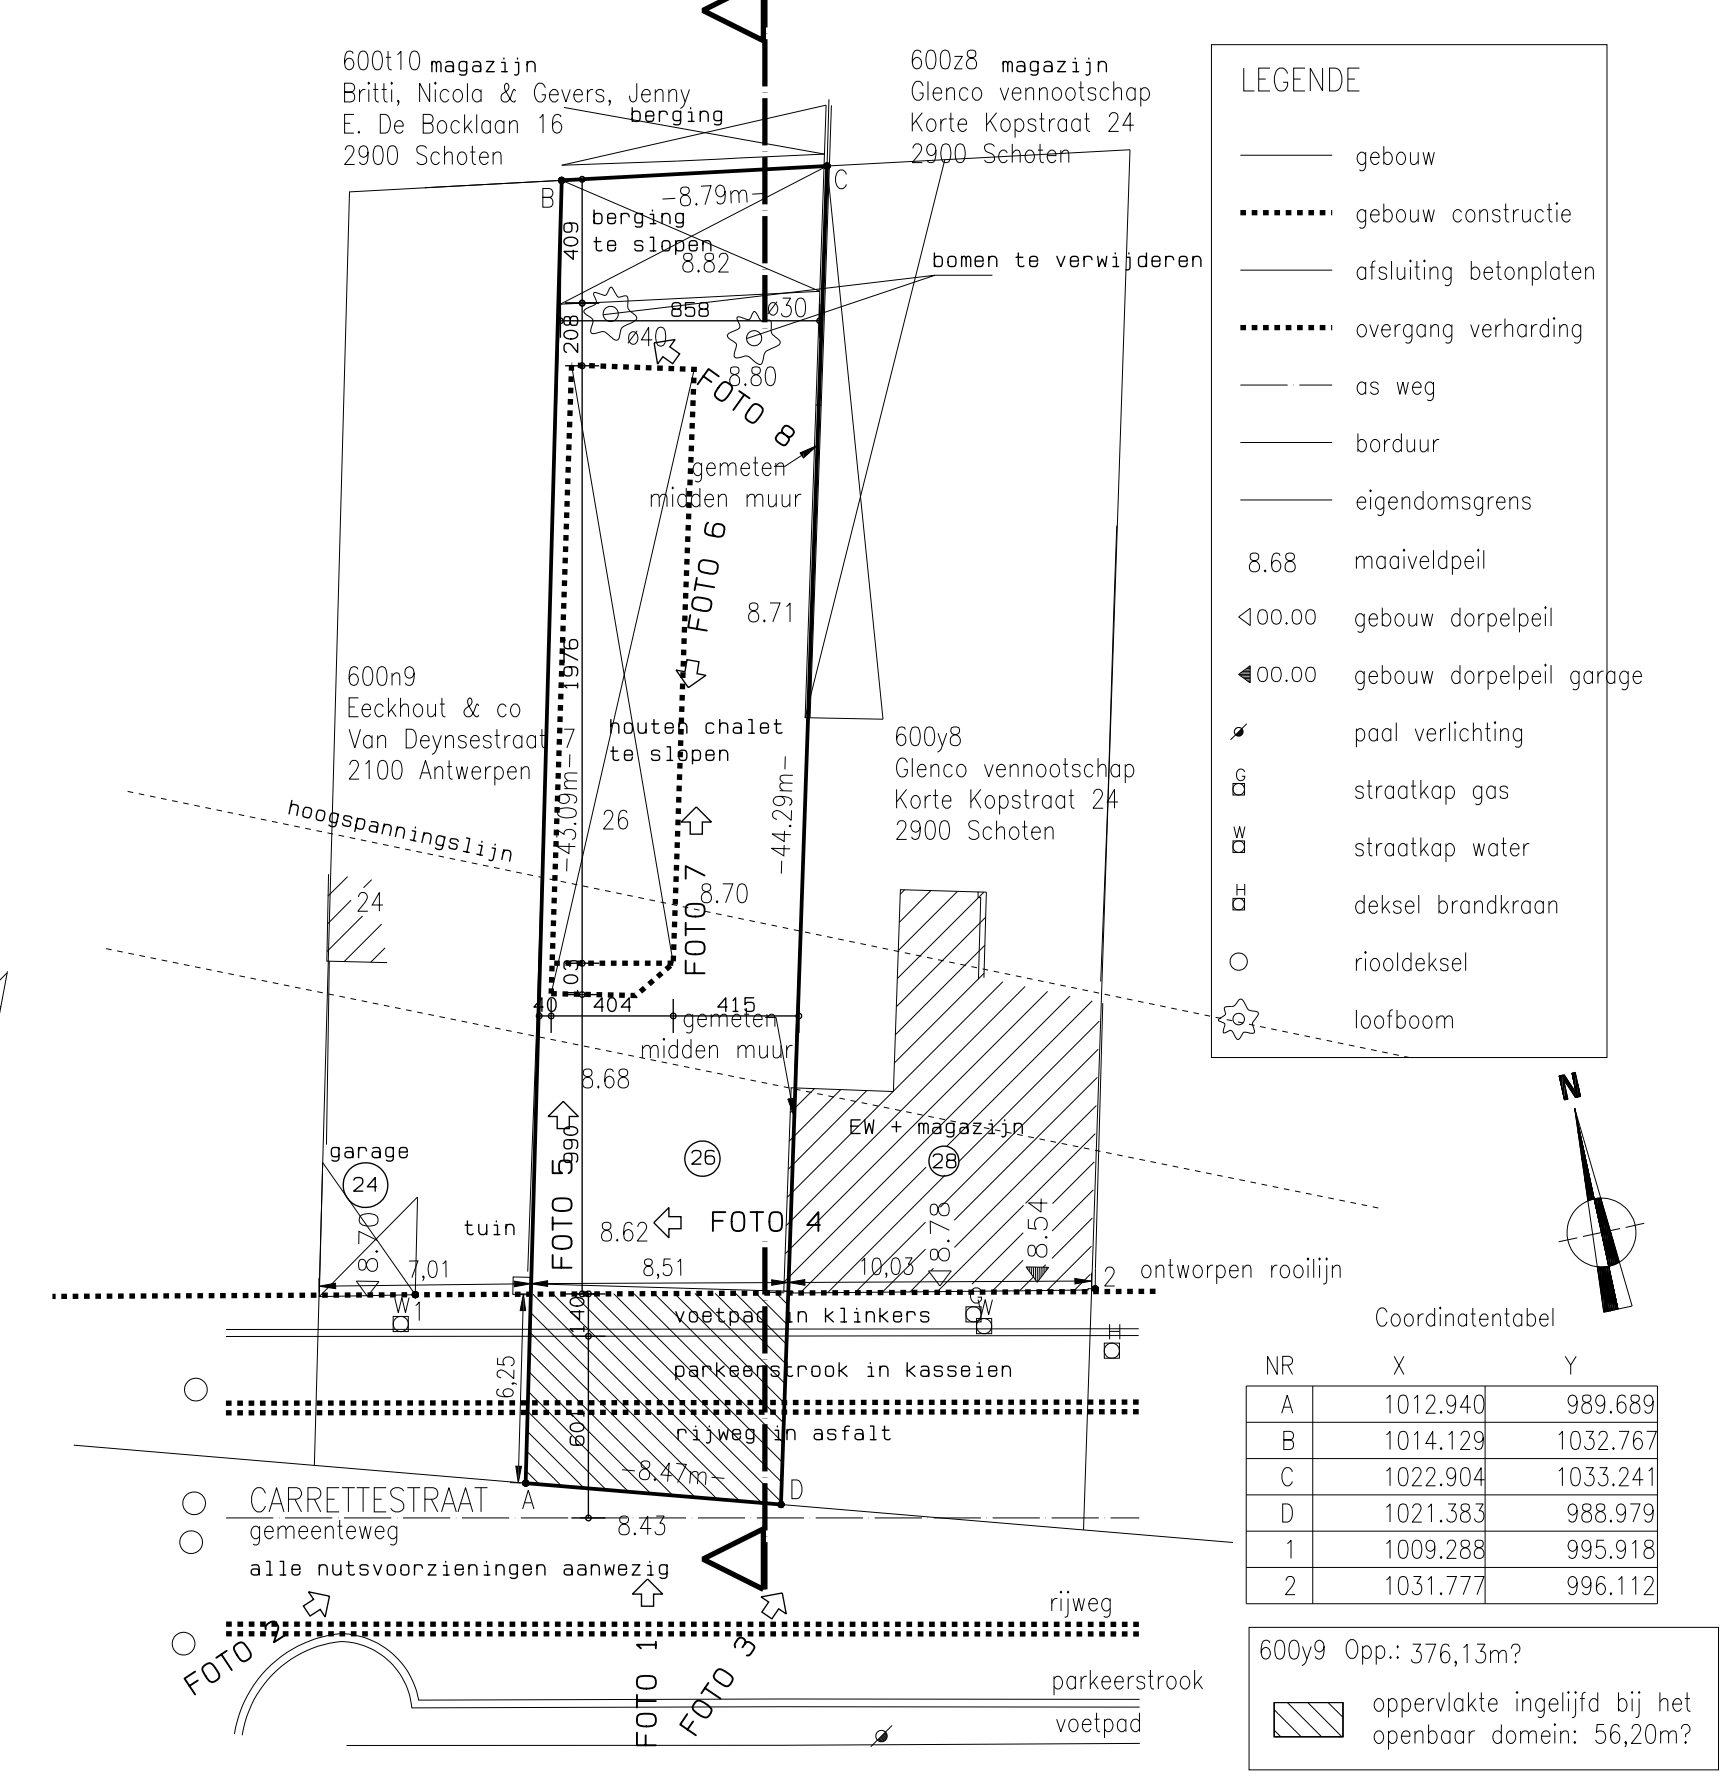 600t10 magazijn
Britti, Nicola & Gevers, Jenny
E. De Bocklaan 16
2900 Schoten
berging
600z8 magazijn
Glenco vennootschap
Korte Kopstraat 24
2900 Schoten
B
C
-8.79m-
berging
te slopen
409
8.82
bomen te verwijderen
858
ø30
208
ø40
8.80
FOTO 8
gemeten
midden muur
FOTO 6
8.71
1976
600n9
Eeckhout & co
Van Deynsestraat 7
2100 Antwerpen
houten chalet
te slopen
600y8
Glenco vennootschap
Korte Kopstraat 24
2900 Schoten
-43.09m-
-44.29m-
26
hoogspanningslijn
FOTO 7
8.70
24
103
40
404
415
gemeten
midden muur
8.68
990
FOTO 5
garage
24
26
EW + magazijn
28
tuin
8.62
FOTO 4
8.70
8.78
8.54
7,01
8,51
10,03
2
ontworpen rooilijn
W
1
G
W
H
140
voetpad in klinkers
6,25
parkeerstrook in kasseien
601
rijweg in asfalt
-8.47m-
A
D
CARRETTESTRAAT
gemeenteweg
8.43
alle nutsvoorzieningen aanwezig
FOTO 2
FOTO 1
FOTO 3
rijweg
parkeerstrook
voetpad
LEGENDE
gebouw
gebouw constructie
afsluiting betonplaten
overgang verharding
as weg
borduur
eigendomsgrens
8.68 maaiveldpeil
00.00 gebouw dorpelpeil
00.00 gebouw dorpelpeil garage
paal verlichting
G straatkap gas
W straatkap water
H deksel brandkraan
riooldeksel
loofboom
N
Coordinatentabel
NR X Y
A 1012.940 989.689
B 1014.129 1032.767
C 1022.904 1033.241
D 1021.383 988.979
1 1009.288 995.918
2 1031.777 996.112
600y9 Opp.: 376,13m?
oppervlakte ingelijfd bij het
openbaar domein: 56,20m?